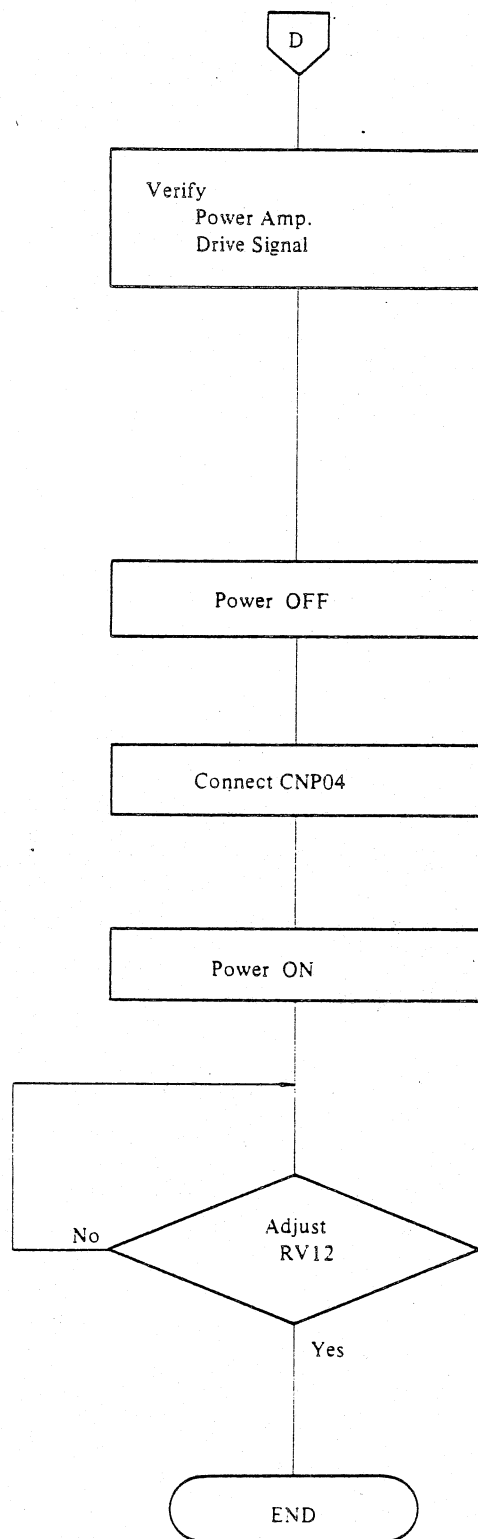 D
Verify
Power Amp.
Drive Signal
Power OFF
Connect CNP04
Power ON
Adjust
RV12
No
Yes
END